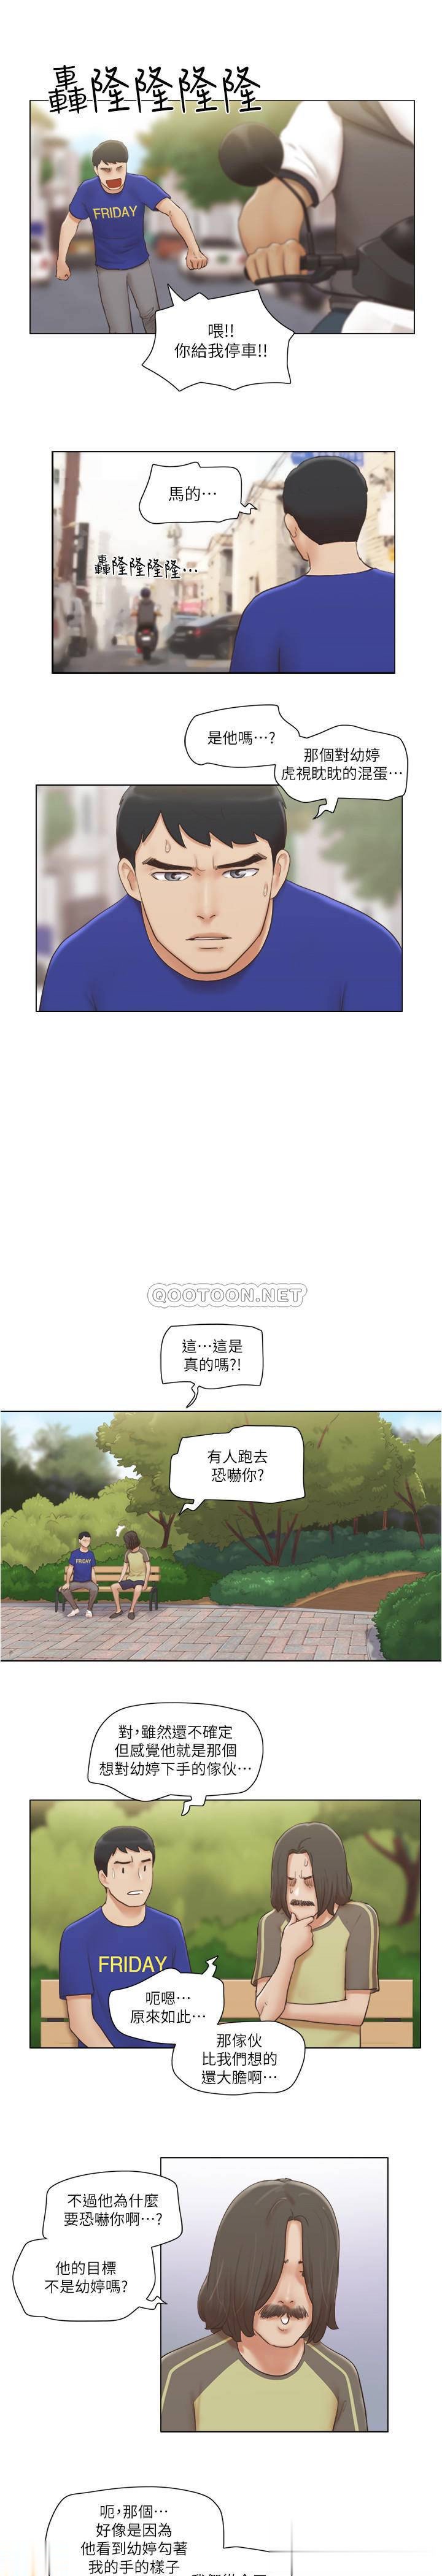 轟隆隆隆隆
FRIDAY
喂!!
你給我停車!!
馬的…
轟隆隆隆隆…
是他嗎…?
那個對幼婷
虎視眈眈的混蛋…
QOOTOON.NET
這…這是
真的嗎?!
有人跑去
恐嚇你?
FRIDAY
對,雖然還不確定
但感覺他就是那個
想對幼婷下手的傢伙…
FRIDAY
呃嗯…
原來如此…
那傢伙
比我們想的
還大膽啊…
不過他為什麼
要恐嚇你啊…?
他的目標
不是幼婷嗎?
呃,那個…
好像是因為
他看到幼婷勾著
我的手的樣子